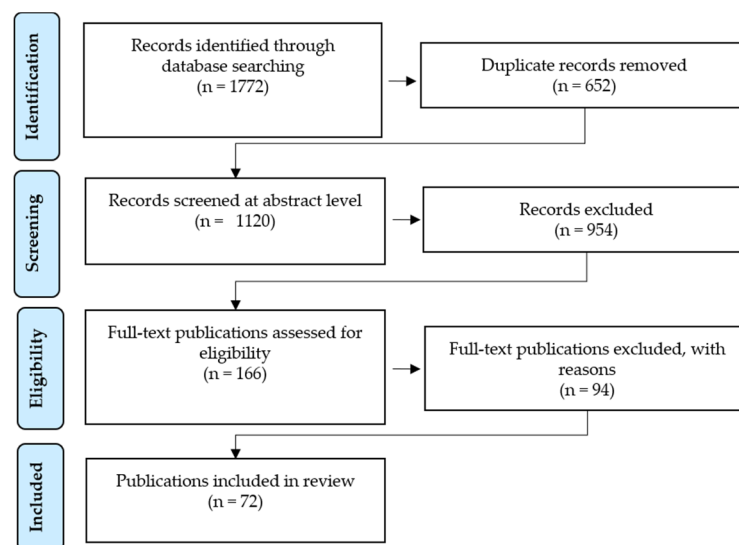 Identification
Records identified through
database searching
(n = 1772)
Duplicate records removed
(n = 652)
Screening
Records screened at abstract level
(n =   1120)
Records excluded
(n = 954)
Eligibility
Full-text publications assessed for
eligibility
(n = 166)
Full-text publications excluded, with
reasons
(n = 94)
Included
Publications included in review
(n = 72)